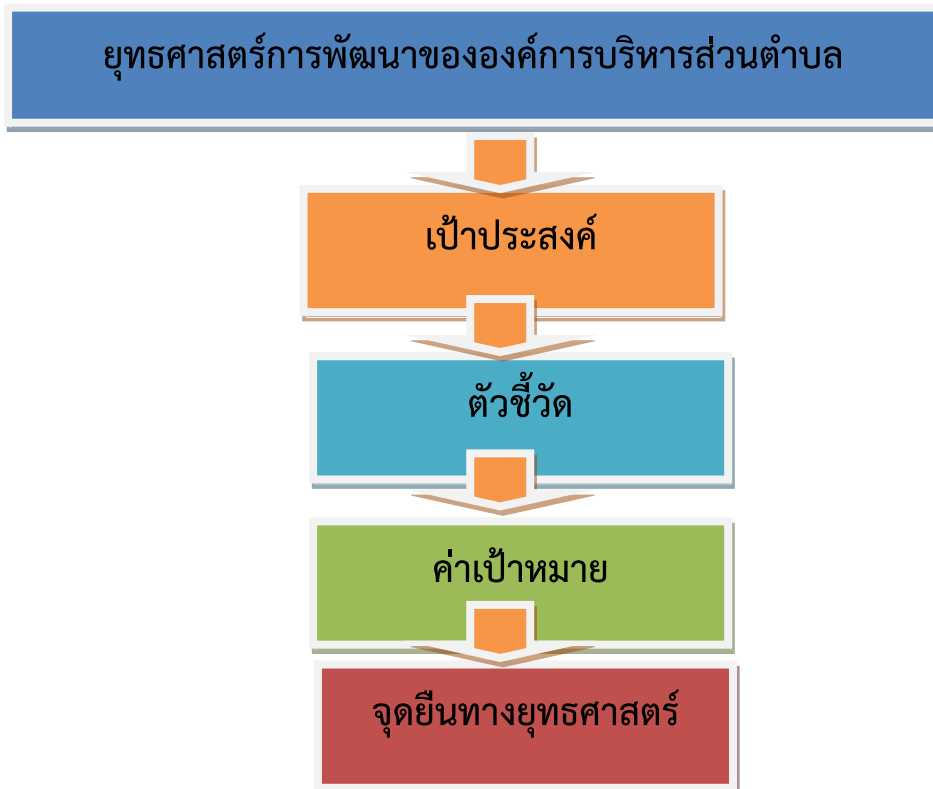 ยุทธศาสตร์การพัฒนาขององค์การบริหารส่วนตำบล
เป้าประสงค์
ตัวชี้วัด
ค่าเป้าหมาย
จุดยืนทางยุทธศาสตร์